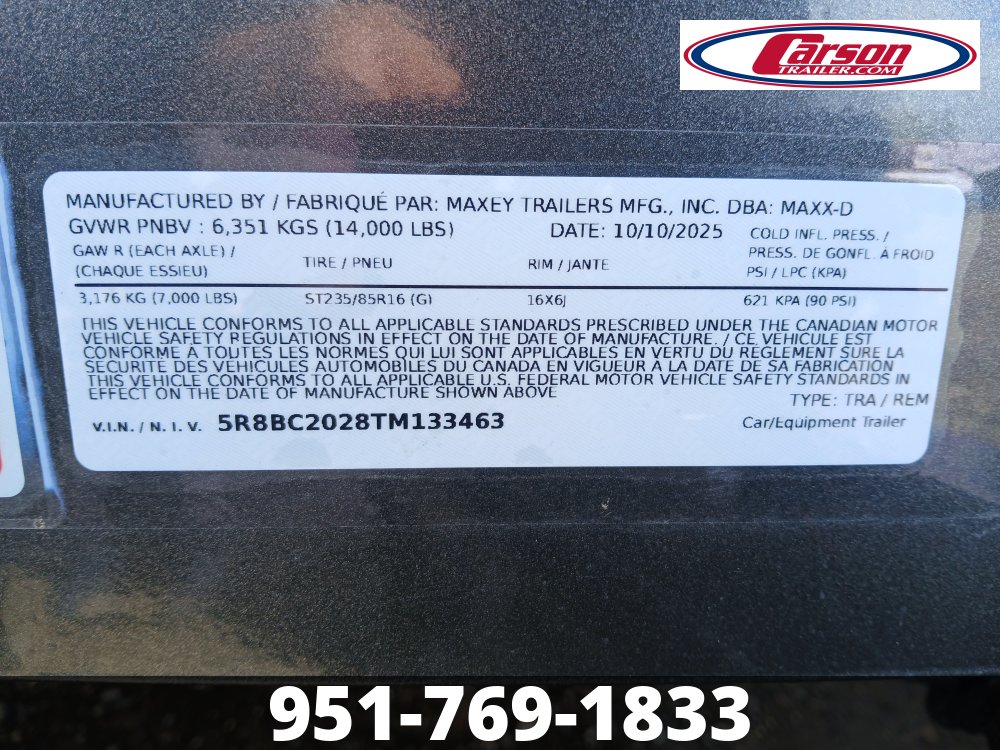 Carson
TRAILER.COM
MANUFACTURED BY / FABRIQUÉ PAR: MAXEY TRAILERS MFG., INC. DBA: MAXX-D
GVWR PNBV : 6,351 KGS (14,000 LBS) DATE: 10/10/2025
GAW R (EACH AXLE) /
(CHAQUE ESSIEU)
TIRE / PNEU
RIM / JANTE
COLD INFL. PRESS. /
PRESS. DE GONFL. À FROID
PSI / LPC (KPA)
3,176 KG (7,000 LBS) ST235/85R16 (G) 16X6J 621 KPA (90 PSI)
THIS VEHICLE CONFORMS TO ALL APPLICABLE STANDARDS PRESCRIBED UNDER THE CANADIAN MOTOR
VEHICLE SAFETY REGULATIONS IN EFFECT ON THE DATE OF MANUFACTURE. / CE VEHICULE EST
CONFORME A TOUTES LES NORMES QUI LUI SONT APPLICABLES EN VERTU DU REGLEMENT SURE LA
SECURITE DES VEHICULES AUTOMOBILES DU CANADA EN VIGUEUR A LA DATE DE SA FABRICATION
THIS VEHICLE CONFORMS TO ALL APPLICABLE U.S. FEDERAL MOTOR VEHICLE SAFETY STANDARDS IN
EFFECT ON THE DATE OF MANUFACTURE SHOWN ABOVE
TYPE: TRA / REM
V.I.N. / N. I. V. 5R8BC2028TM133463 Car/Equipment Trailer
951-769-1833